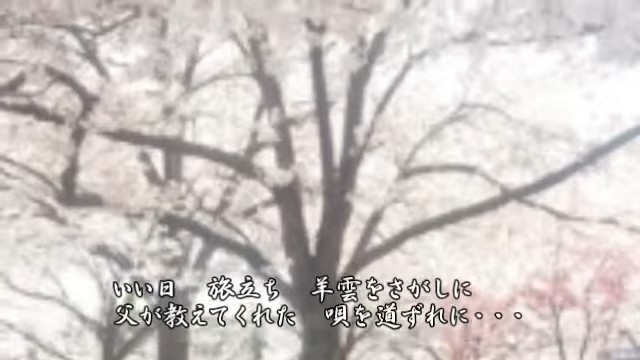 いい日　旅立ち　羊雲をさがしに
父が教えてくれた　唄を道ずれに・・・